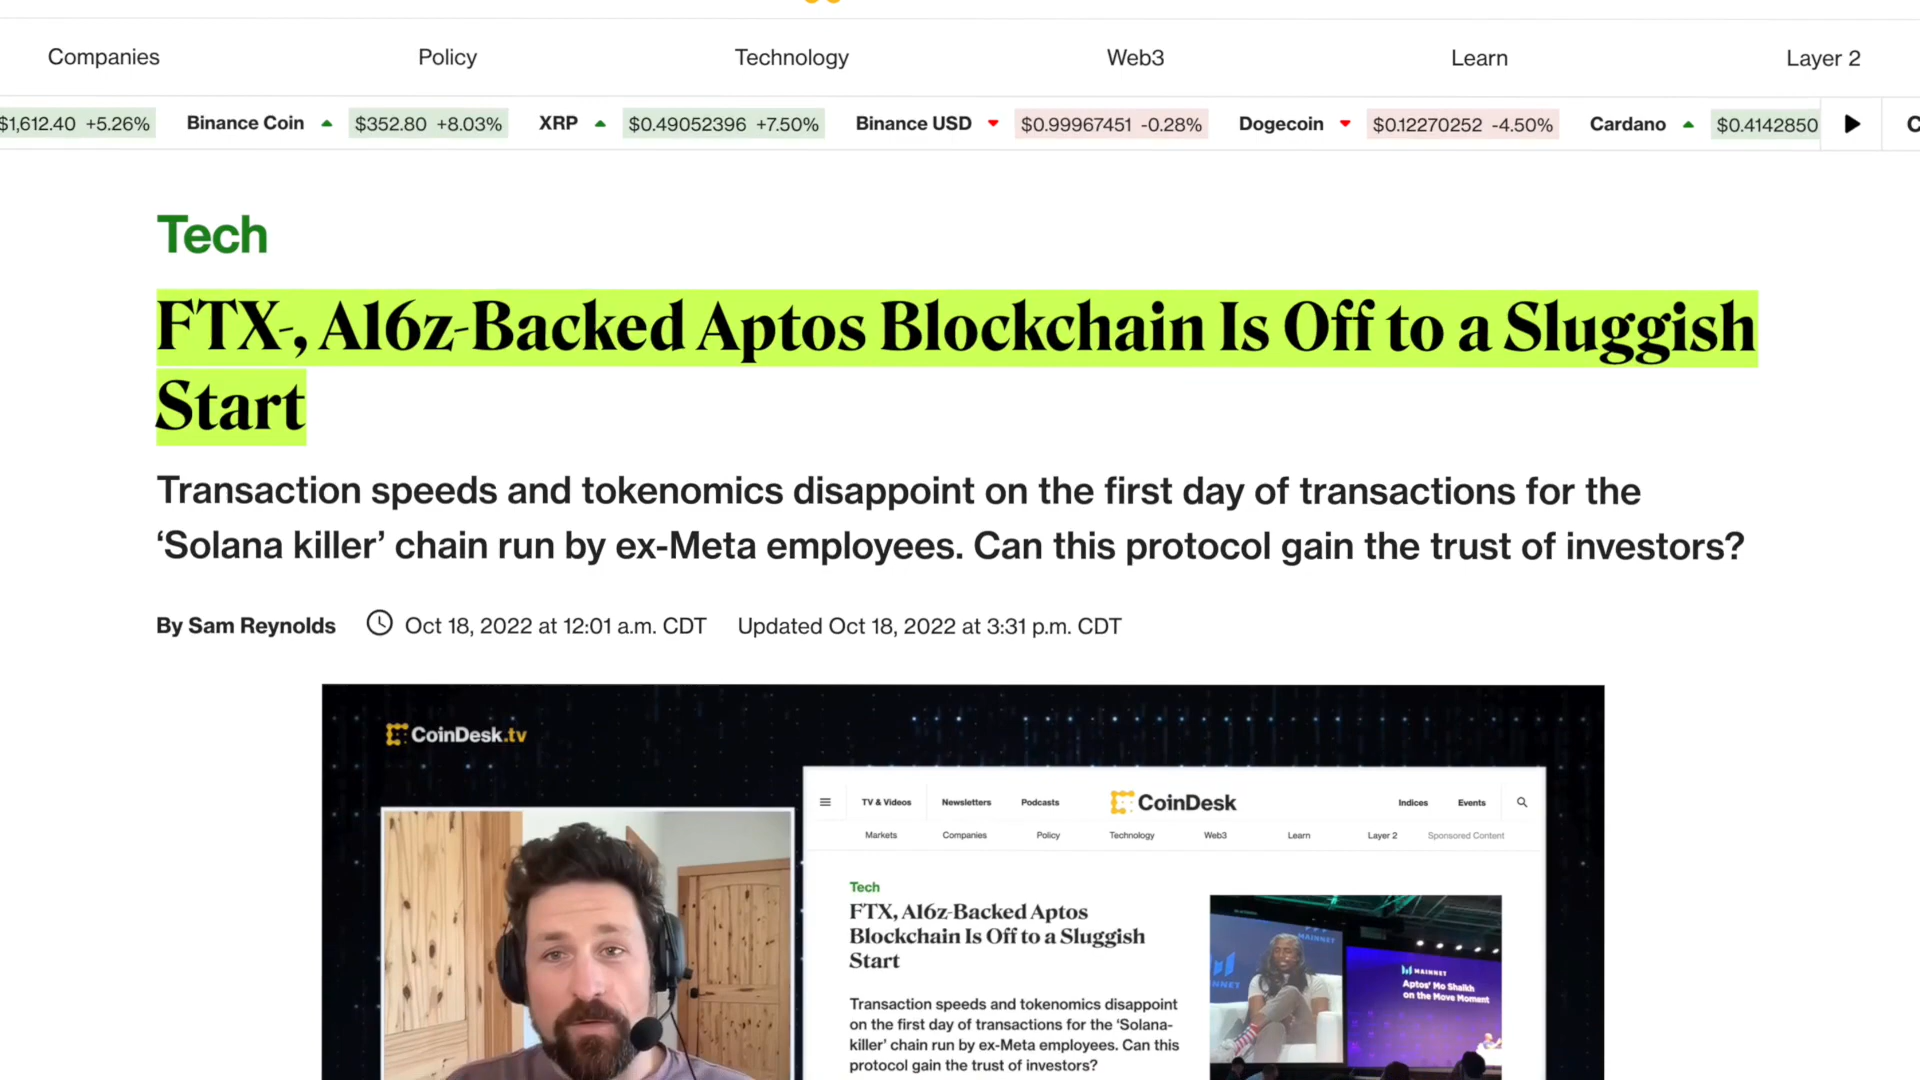 Companies Policy Technology Web3 Learn Layer 2
$1,612.40 +5.26% Binance Coin $352.80 +8.03% XRP $0.49052396 +7.50% Binance USD $0.99967451 -0.28% Dogecoin $0.12270252 -4.50% Cardano $0.4142850
Tech
FTX-, A16z-Backed Aptos Blockchain Is Off to a Sluggish
Start
Transaction speeds and tokenomics disappoint on the first day of transactions for the
‘Solana killer’ chain run by ex-Meta employees. Can this protocol gain the trust of investors?
By Sam Reynolds Oct 18, 2022 at 12:01 a.m. CDT Updated Oct 18, 2022 at 3:31 p.m. CDT
CoinDesk.tv
TV & Videos Newsletters Podcasts CoinDesk Indices Events
Markets Companies Policy Technology Web3 Learn Layer 2 Sponsored Content
Tech
FTX, A16z-Backed Aptos
Blockchain Is Off to a Sluggish
Start
Transaction speeds and tokenomics disappoint
on the first day of transactions for the ‘Solana-
killer’ chain run by ex-Meta employees. Can this
protocol gain the trust of investors?
MAINNET
MAINNET
Aptos' Mo Shaikh
on the Move Moment